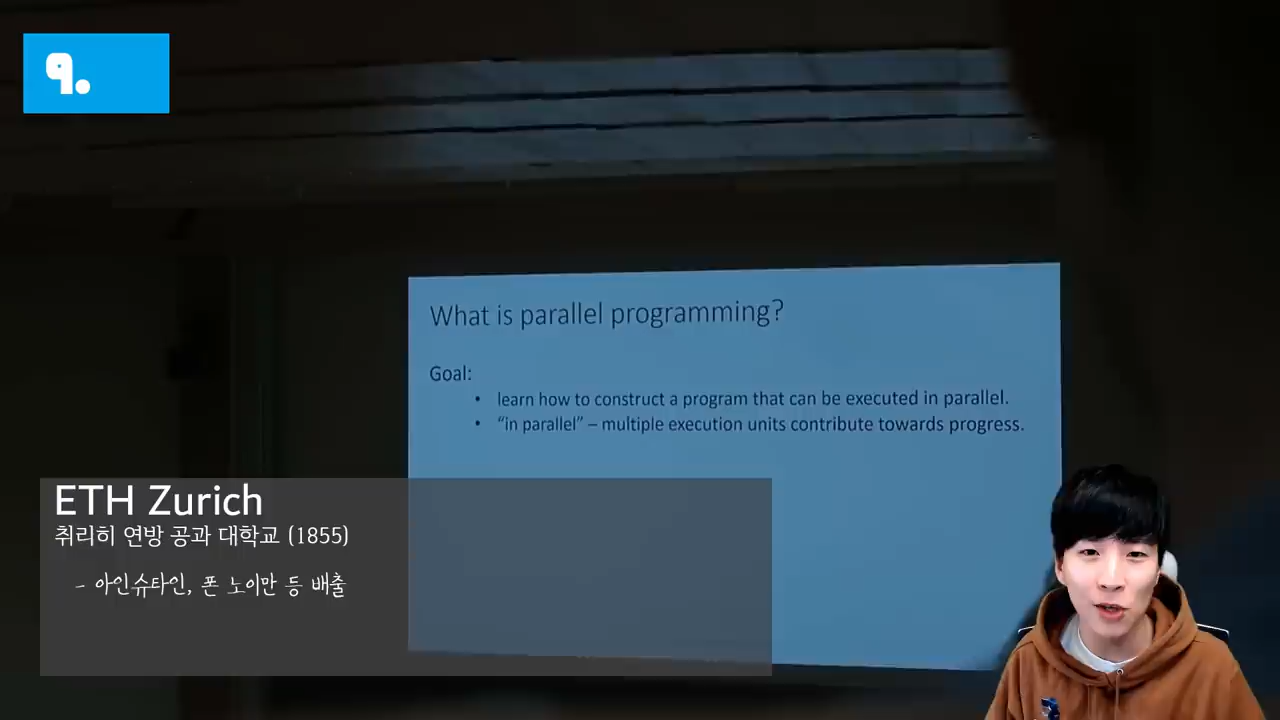 9.
What is parallel programming?
Goal:
• learn how to construct a program that can be executed in parallel.
• “in parallel” – multiple execution units contribute towards progress.
ETH Zurich
취리히 연방 공과 대학교 (1855)
- 아인슈타인, 폰 노이만 등 배출